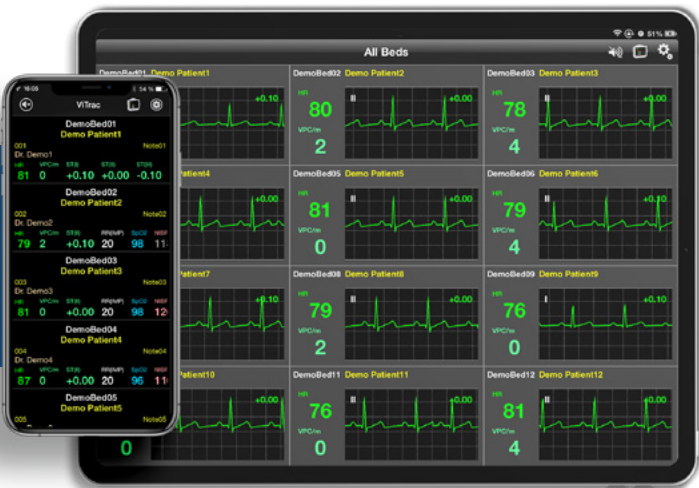 51%
All Beds
DemoBed01 Demo Patient1
+0.10
DemoBed02 Demo Patient2
HR
80
VPC/m
2
II
+0.00
DemoBed03 Demo Patient3
HR
78
VPC/m
4
II
+0.10
Patient4
+0.00
DemoBed05 Demo Patient5
HR
81
VPC/m
0
II
+0.00
DemoBed06 Demo Patient6
HR
79
VPC/m
4
II
Patient7
+0.10
DemoBed08 Demo Patient8
HR
79
VPC/m
2
II
+0.00
DemoBed09 Demo Patient9
HR
76
VPC/m
0
I
+0.10
Patient10
+0.00
0
DemoBed11 Demo Patient11
HR
76
VPC/m
0
II
+0.00
DemoBed12 Demo Patient12
HR
81
VPC/m
4
II
+0.00
16:05 54 %
ViTrac
DemoBed01
Demo Patient1
001 Note01
Dr. Demo1
HR VPC/m ST(I) ST(II) ST(III)
81 0 +0.10 +0.00 -0.10
DemoBed02
Demo Patient2
002 Note02
Dr. Demo2
HR VPC/m ST(II) RR(IMP) SpO2 NIBP
79 2 +0.10 20 98
DemoBed03
Demo Patient3
003 Note03
Dr. Demo3
HR VPC/m ST(II) RR(IMP) SpO2 NIBP
81 0 +0.00 20 98
DemoBed04
Demo Patient4
004 Note04
Dr. Demo4
HR VPC/m ST(II) RR(IMP) SpO2 NIBP
87 0 +0.00 20 96
DemoBed05
Demo Patient5
005 Note05